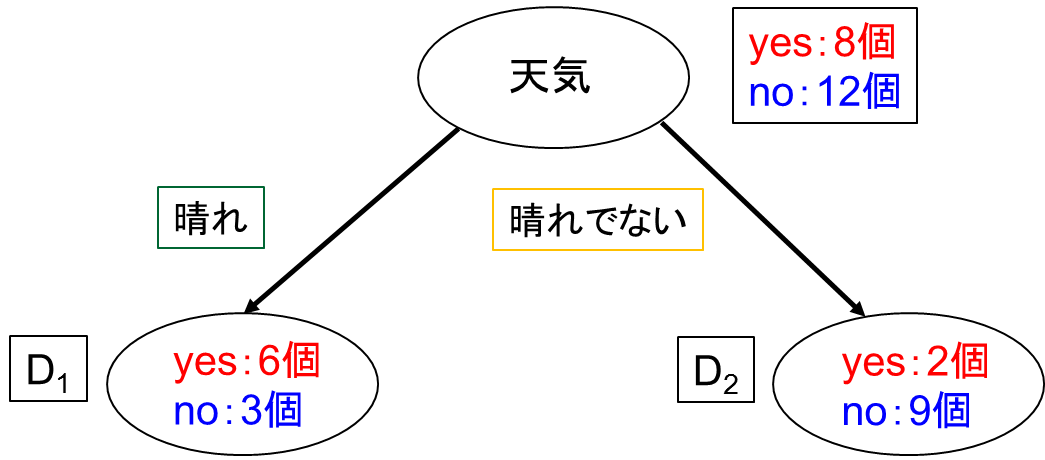 天気
yes：8個
no：12個
晴れ
晴れでない
D₁
yes：6個
no：3個
D₂
yes：2個
no：9個